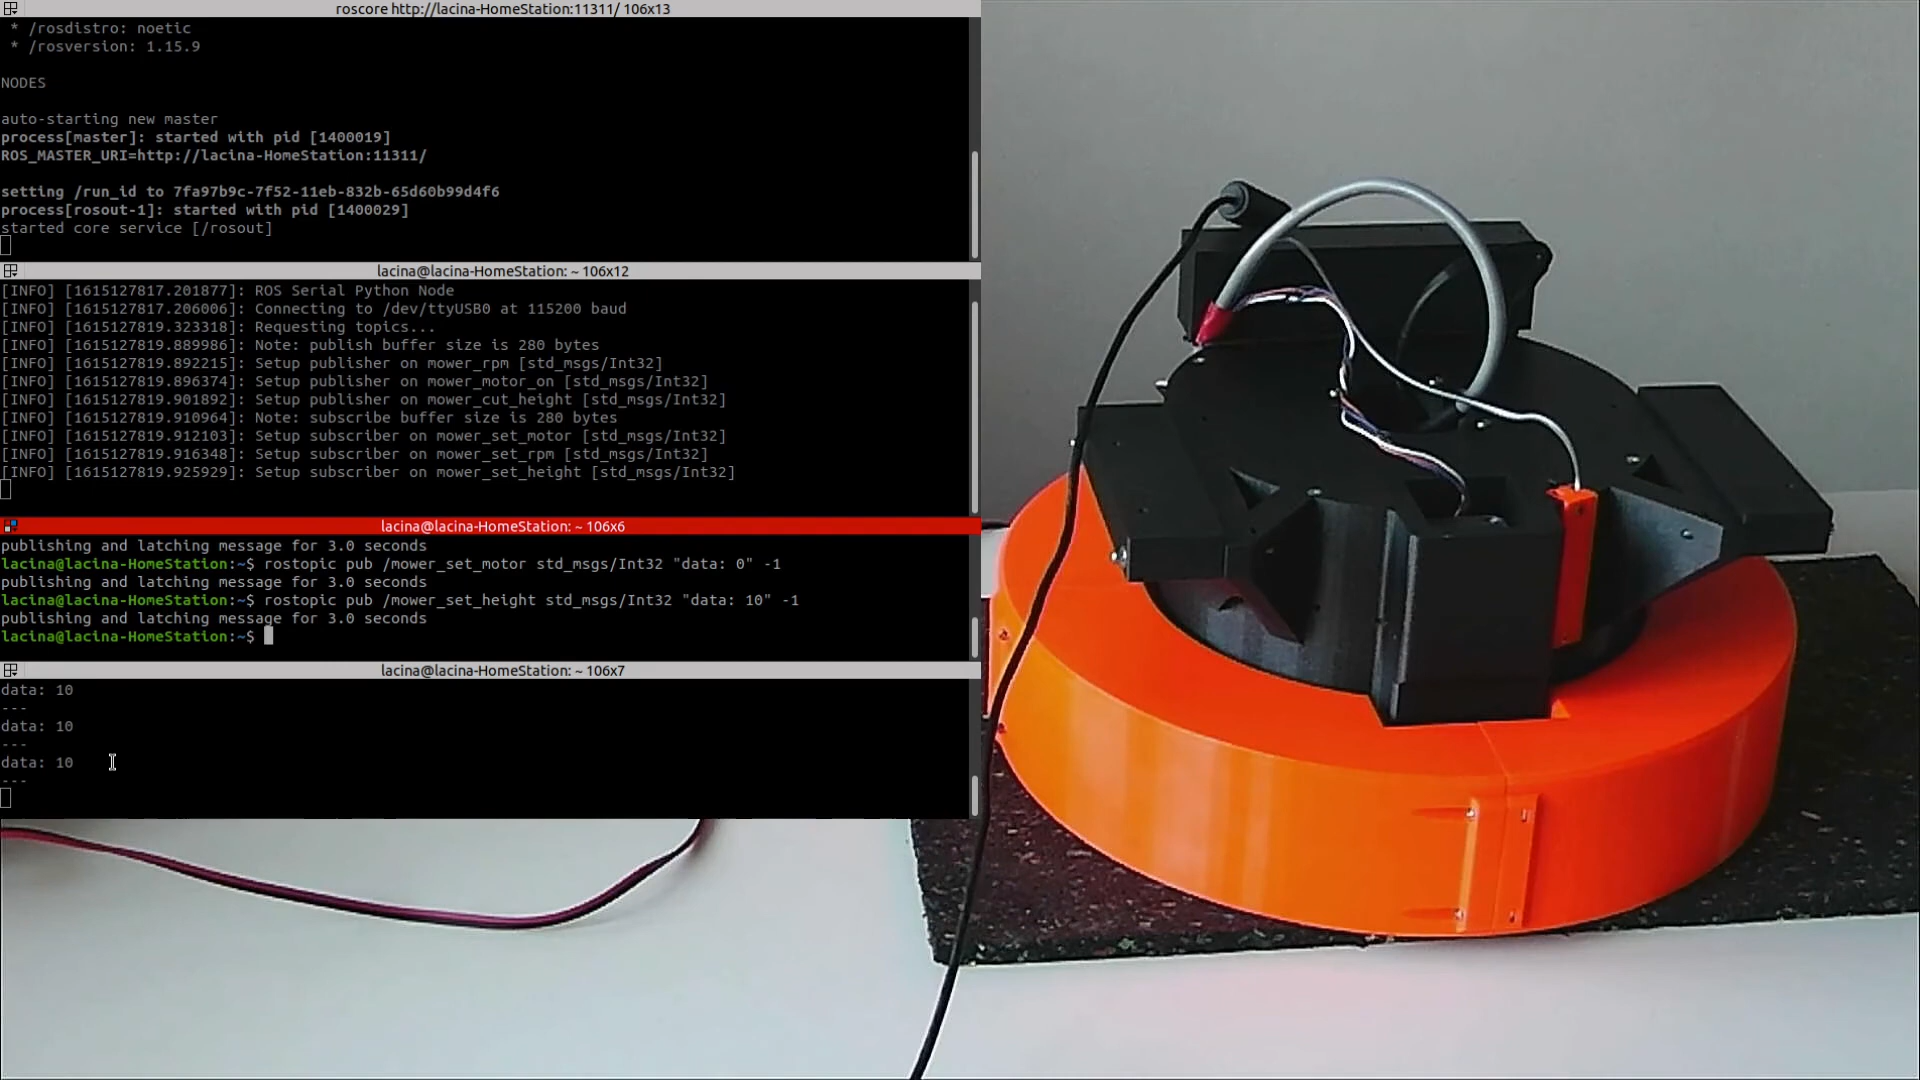 roscore http://lacina-HomeStation:11311/ 106x13
* /rosdistro: noetic
* /rosversion: 1.15.9
NODES
auto-starting new master
process[master]: started with pid [1400019]
ROS_MASTER_URI=http://lacina-HomeStation:11311/
setting /run_id to 7fa97b9c-7f52-11eb-832b-65d60b99d4f6
process[rosout-1]: started with pid [1400029]
started core service [/rosout]
lacina@lacina-HomeStation: ~ 106x12
[INFO] [1615127817.201877]: ROS Serial Python Node
[INFO] [1615127817.206006]: Connecting to /dev/ttyUSB0 at 115200 baud
[INFO] [1615127819.323318]: Requesting topics...
[INFO] [1615127819.889986]: Note: publish buffer size is 280 bytes
[INFO] [1615127819.892215]: Setup publisher on mower_rpm [std_msgs/Int32]
[INFO] [1615127819.896374]: Setup publisher on mower_motor_on [std_msgs/Int32]
[INFO] [1615127819.901892]: Setup publisher on mower_cut_height [std_msgs/Int32]
[INFO] [1615127819.910964]: Note: subscribe buffer size is 280 bytes
[INFO] [1615127819.912103]: Setup subscriber on mower_set_motor [std_msgs/Int32]
[INFO] [1615127819.916348]: Setup subscriber on mower_set_rpm [std_msgs/Int32]
[INFO] [1615127819.925929]: Setup subscriber on mower_set_height [std_msgs/Int32]
lacina@lacina-HomeStation: ~ 106x6
publishing and latching message for 3.0 seconds
lacina@lacina-HomeStation:~$ rostopic pub /mower_set_motor std_msgs/Int32 "data: 0" -1
publishing and latching message for 3.0 seconds
lacina@lacina-HomeStation:~$ rostopic pub /mower_set_height std_msgs/Int32 "data: 10" -1
publishing and latching message for 3.0 seconds
lacina@lacina-HomeStation:~$
lacina@lacina-HomeStation: ~ 106x7
data: 10
---
data: 10
---
data: 10
---